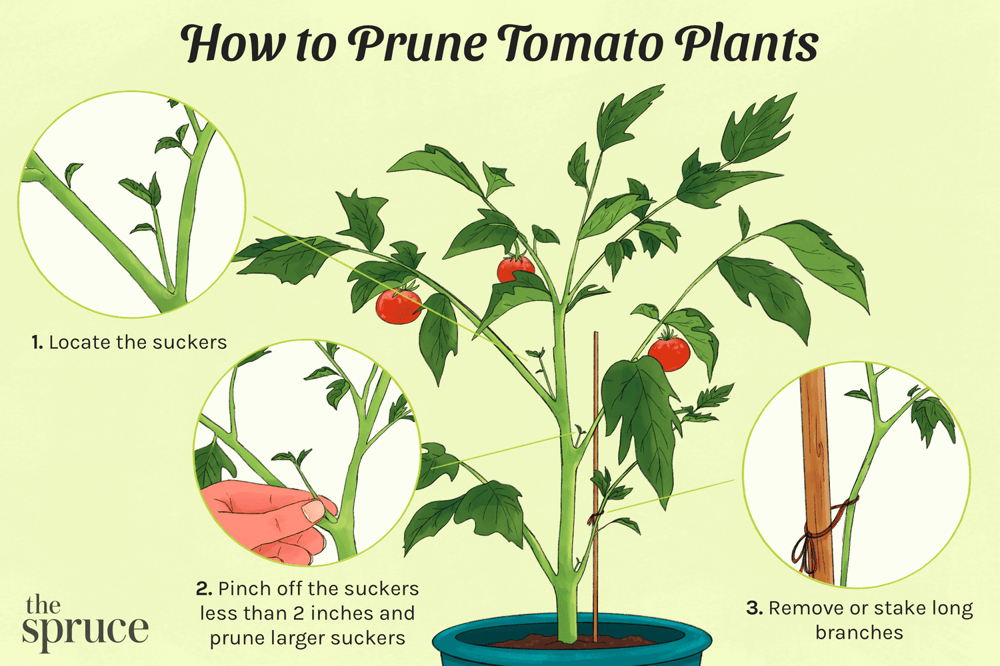 How to Prune Tomato Plants
1. Locate the suckers
2. Pinch off the suckers
less than 2 inches and
prune larger suckers
3. Remove or stake long
branches
the
spruce